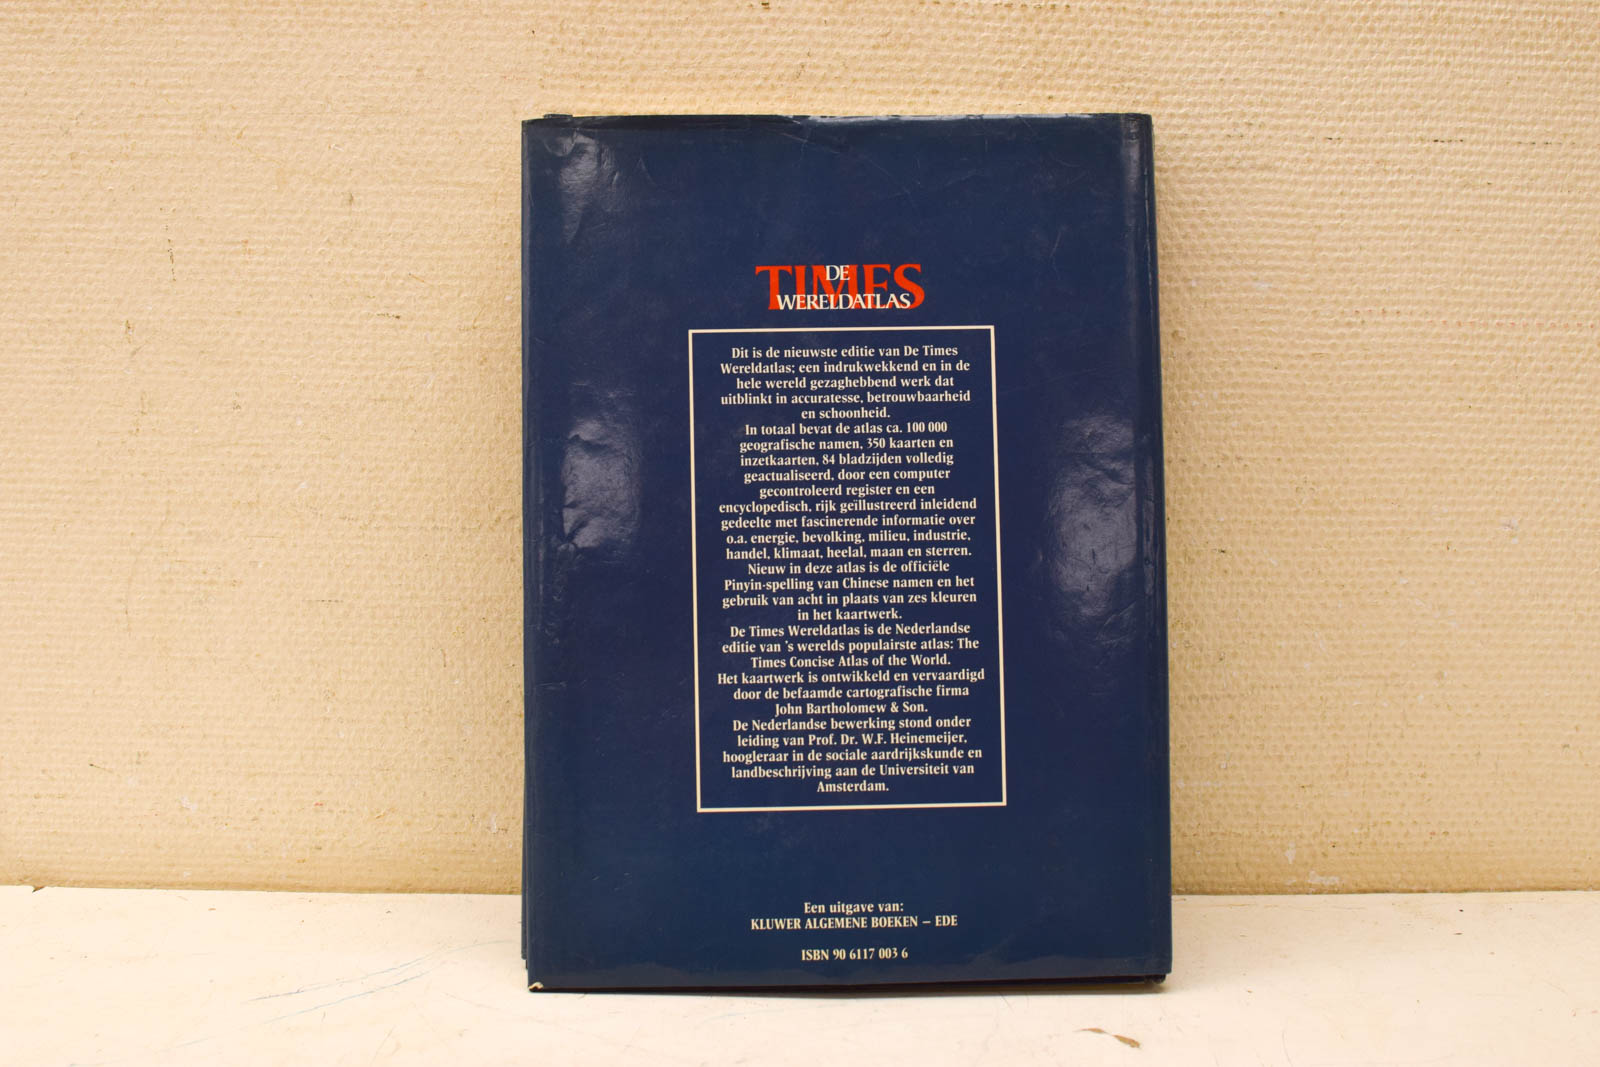 DE
TIMES
WERELDATLAS
Dit is de nieuwste editie van De Times
Wereldatlas; een indrukwekkend en in de
hele wereld gezaghebbend werk dat
uitblinkt in accuratesse, betrouwbaarheid
en schoonheid.
In totaal bevat de atlas ca. 100 000
geografische namen, 350 kaarten en
inzetkaarten, 84 bladzijden volledig
geactualiseerd, door een computer
gecontroleerd register en een
encyclopedisch, rijk geïllustreerd inleidend
gedeelte met fascinerende informatie over
o.a. energie, bevolking, milieu, industrie,
handel, klimaat, heelal, maan en sterren.
Nieuw in deze atlas is de officiële
Pinyin-spelling van Chinese namen en het
gebruik van acht in plaats van zes kleuren
in het kaartwerk.
De Times Wereldatlas is de Nederlandse
editie van 's werelds populairste atlas: The
Times Concise Atlas of the World.
Het kaartwerk is ontwikkeld en vervaardigd
door de befaamde cartografische firma
John Bartholomew & Son.
De Nederlandse bewerking stond onder
leiding van Prof. Dr. W.F. Heinemeijer,
hoogleraar in de sociale aardrijkskunde en
landbeschrijving aan de Universiteit van
Amsterdam.
Een uitgave van:
KLUWER ALGEMENE BOEKEN – EDE
ISBN 90 6117 003 6